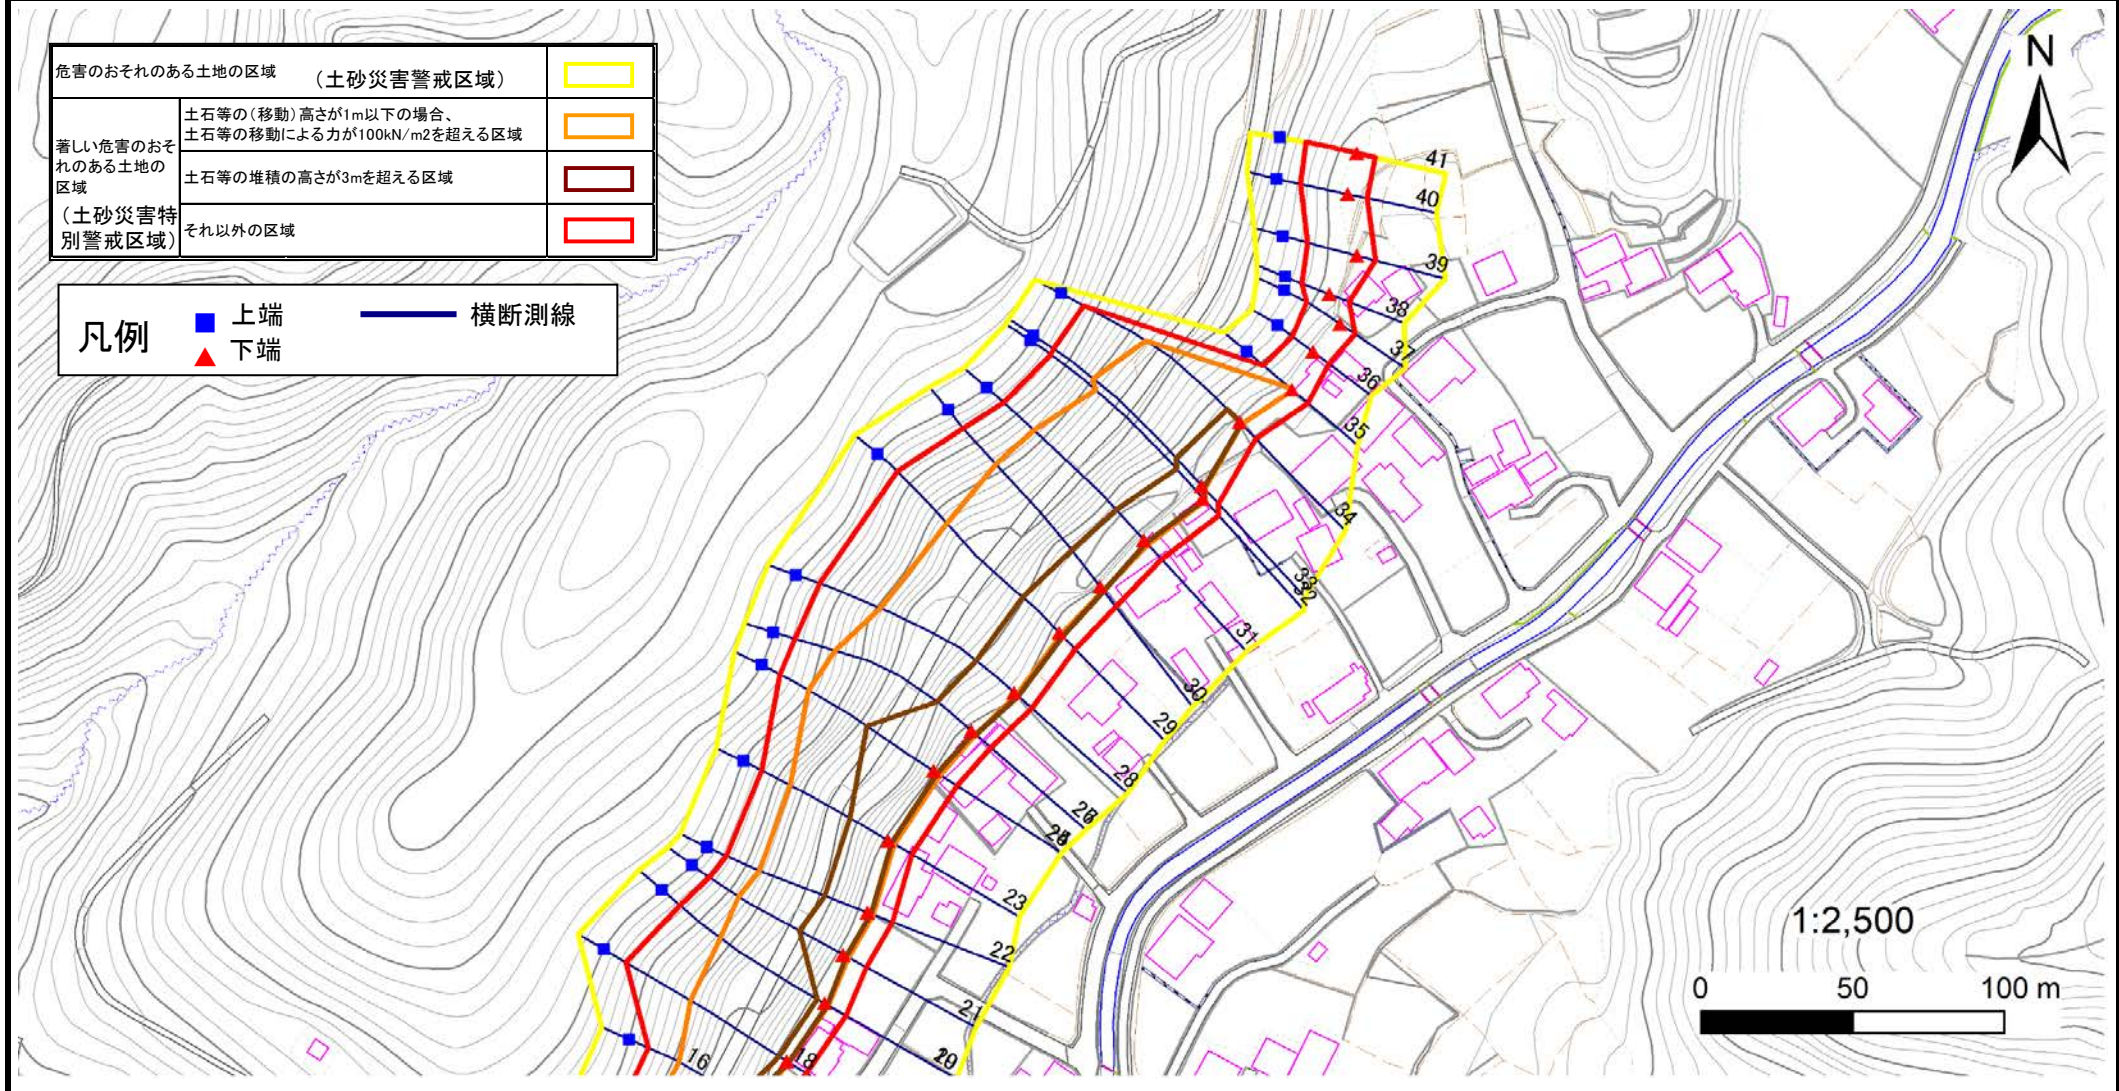 危害のおそれのある土地の区域 (土砂災害警戒区域)
著しい危害のおそ
れのある土地の
区域
(土砂災害特
別警戒区域)
土石等の(移動)高さが1m以下の場合、
土石等の移動による力が100kN/m2を超える区域
土石等の堆積の高さが3mを超える区域
それ以外の区域
凡例
上端
下端
横断測線
N
41
40
39
38
37
36
35
34
33
32
31
30
29
28
23
22
21
20
18
16
1:2,500
0 50 100 m